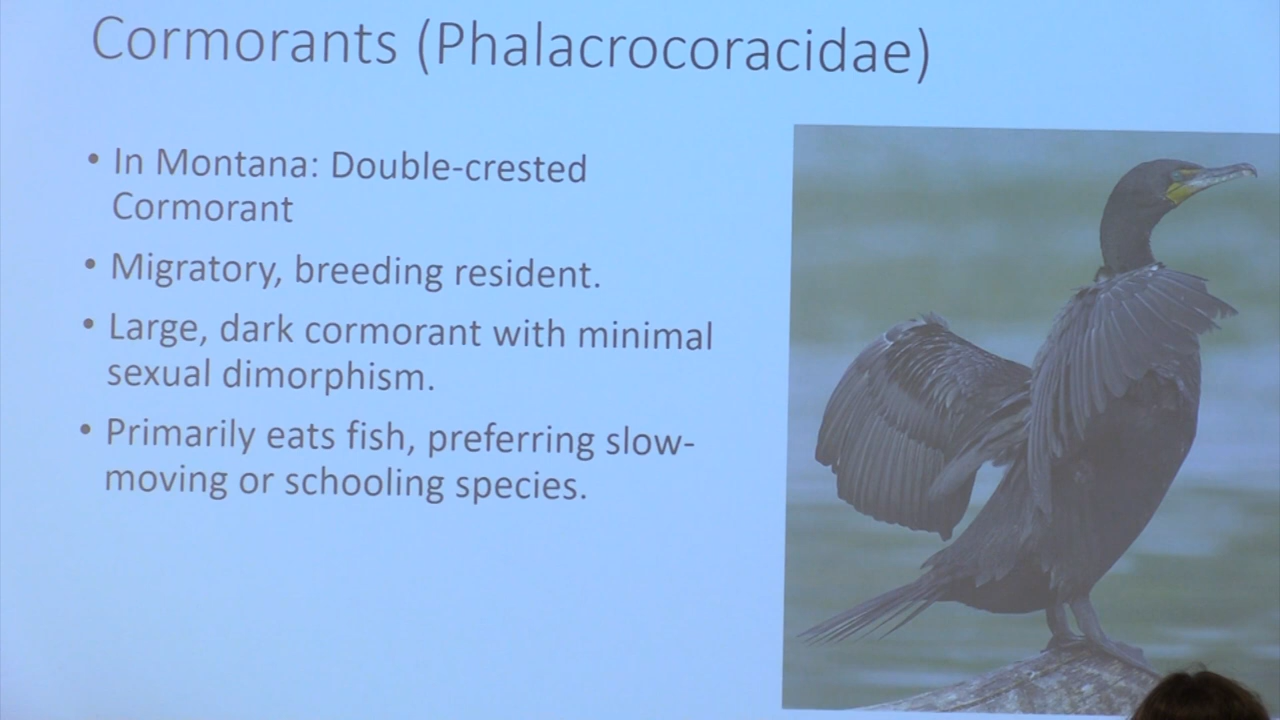 Cormorants (Phalacrocoracidae)
• In Montana: Double-crested
Cormorant
• Migratory, breeding resident.
• Large, dark cormorant with minimal
sexual dimorphism.
• Primarily eats fish, preferring slow-
moving or schooling species.